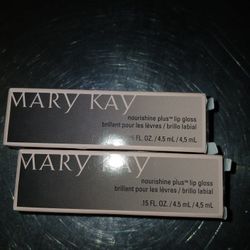 MARY KAY
nourishine plus™ lip gloss
brillant pour les lèvres / brillo labial
.15 FL. OZ. / 4.5 mL / 4,5 mL
MARY KAY
nourishine plus™ lip gloss
brillant pour les lèvres / brillo labial
.15 FL. OZ. / 4.5 mL / 4,5 mL